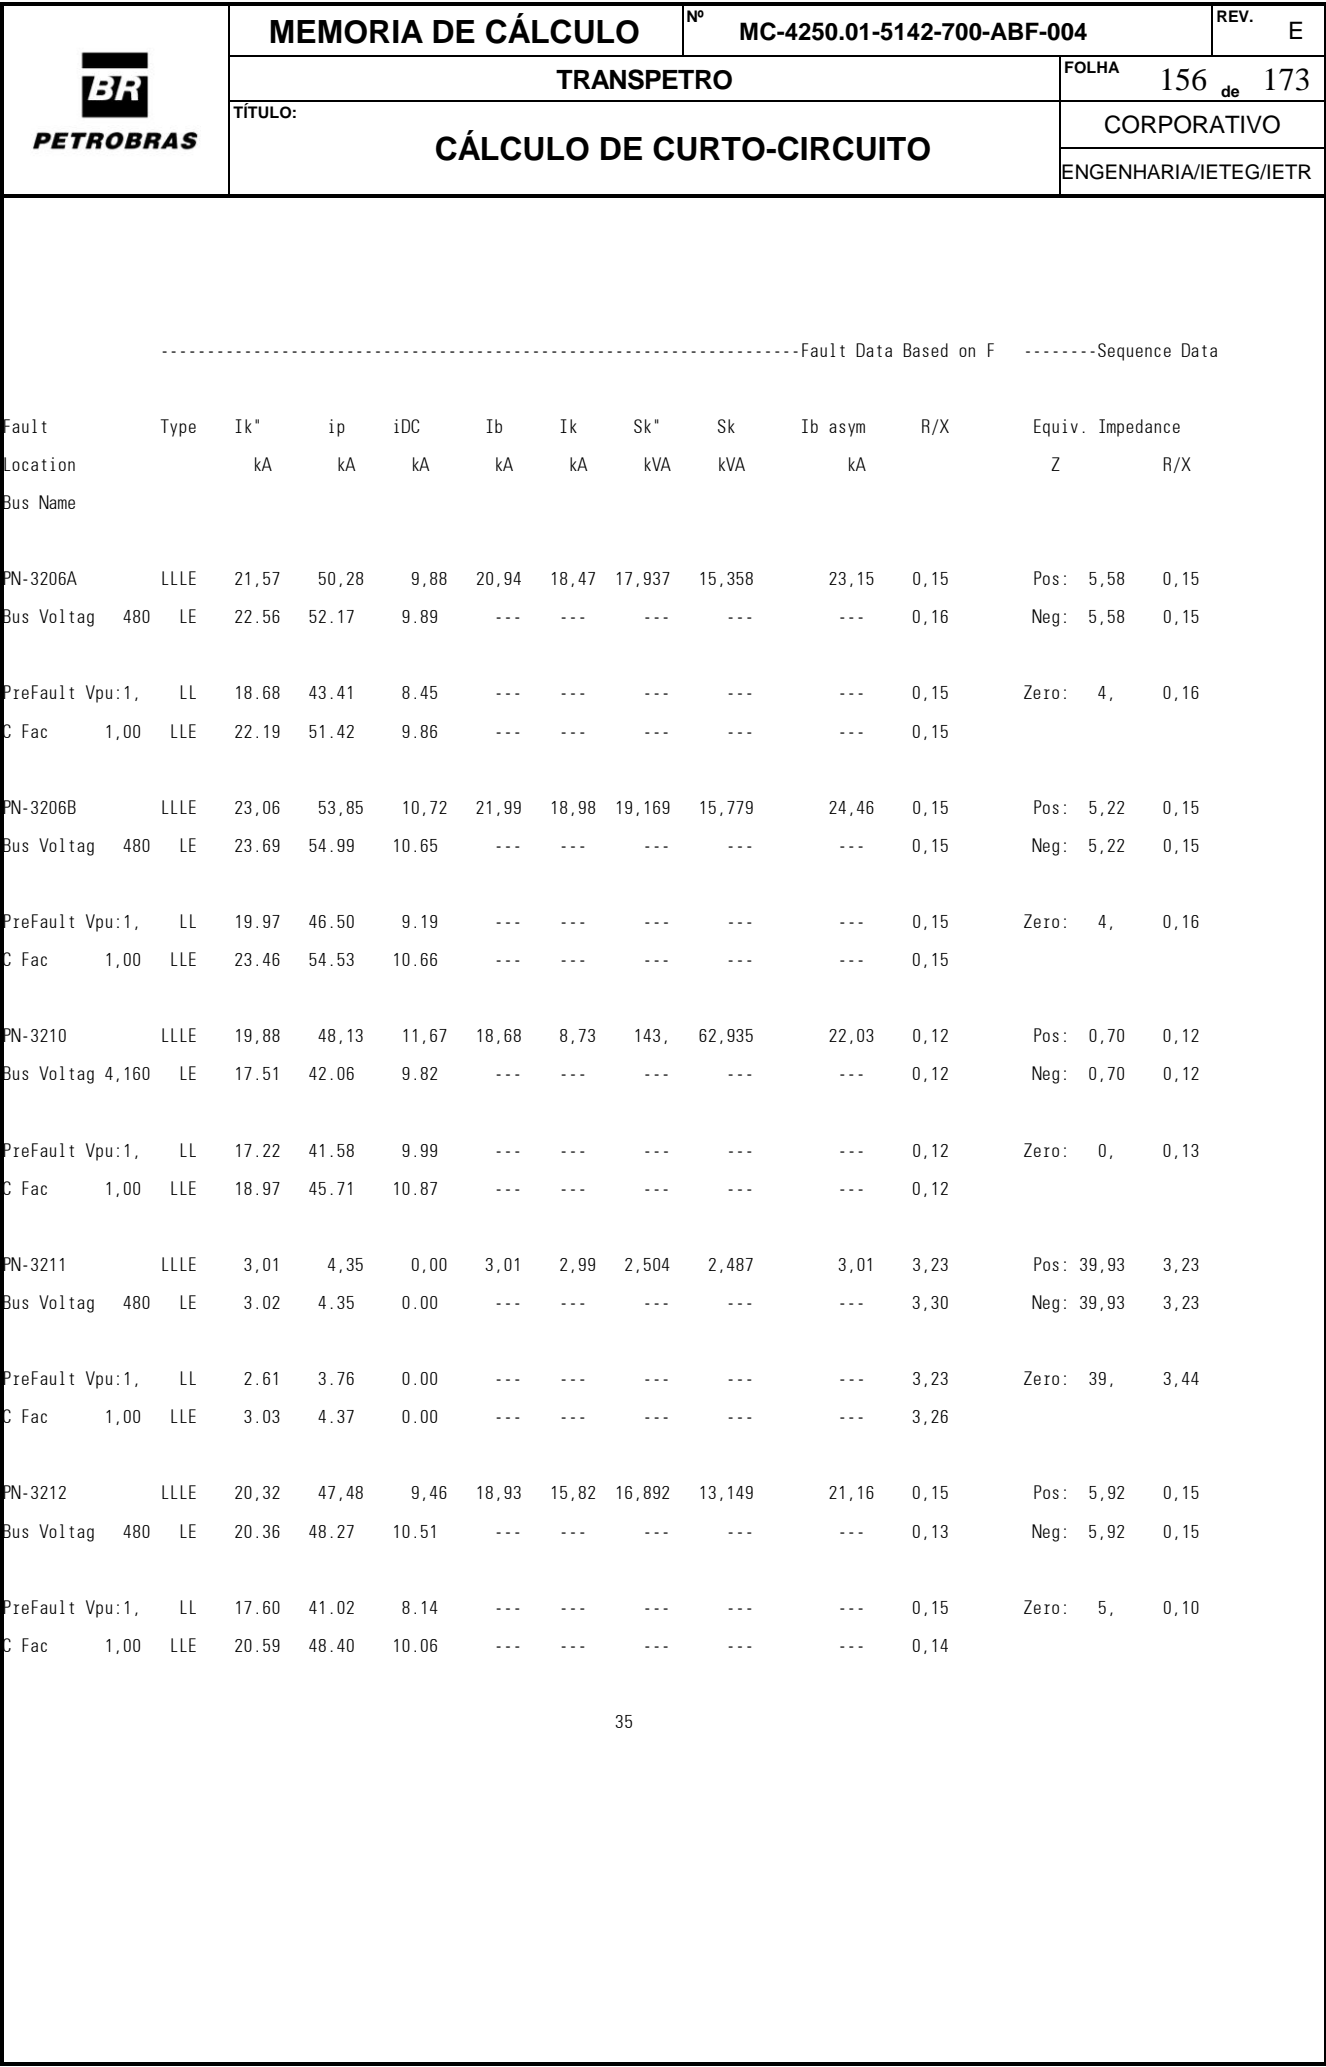 BR
PETROBRAS
MEMORIA DE CÁLCULO
Nº MC-4250.01-5142-700-ABF-004
REV. E
TRANSPETRO
FOLHA 156 de 173
TÍTULO:
CÁLCULO DE CURTO-CIRCUITO
CORPORATIVO
ENGENHARIA/IETEG/IETR
---------------------------------------------------------------------Fault Data Based on F --------Sequence Data
Fault Type Ik" ip iDC Ib Ik Sk" Sk Ib asym R/X Equiv. Impedance
Location kA kA kA kA kA kVA kVA kA Z R/X
Bus Name
PN-3206A LLLE 21,57 50,28 9,88 20,94 18,47 17,937 15,358 23,15 0,15 Pos: 5,58 0,15
Bus Voltag 480 LE 22.56 52.17 9.89 --- --- --- --- --- 0,16 Neg: 5,58 0,15
PreFault Vpu:1, LL 18.68 43.41 8.45 --- --- --- --- --- 0,15 Zero: 4, 0,16
C Fac 1,00 LLE 22.19 51.42 9.86 --- --- --- --- --- 0,15
PN-3206B LLLE 23,06 53,85 10,72 21,99 18,98 19,169 15,779 24,46 0,15 Pos: 5,22 0,15
Bus Voltag 480 LE 23.69 54.99 10.65 --- --- --- --- --- 0,15 Neg: 5,22 0,15
PreFault Vpu:1, LL 19.97 46.50 9.19 --- --- --- --- --- 0,15 Zero: 4, 0,16
C Fac 1,00 LLE 23.46 54.53 10.66 --- --- --- --- --- 0,15
PN-3210 LLLE 19,88 48,13 11,67 18,68 8,73 143, 62,935 22,03 0,12 Pos: 0,70 0,12
Bus Voltag 4,160 LE 17.51 42.06 9.82 --- --- --- --- --- 0,12 Neg: 0,70 0,12
PreFault Vpu:1, LL 17.22 41.58 9.99 --- --- --- --- --- 0,12 Zero: 0, 0,13
C Fac 1,00 LLE 18.97 45.71 10.87 --- --- --- --- --- 0,12
PN-3211 LLLE 3,01 4,35 0,00 3,01 2,99 2,504 2,487 3,01 3,23 Pos: 39,93 3,23
Bus Voltag 480 LE 3.02 4.35 0.00 --- --- --- --- --- 3,30 Neg: 39,93 3,23
PreFault Vpu:1, LL 2.61 3.76 0.00 --- --- --- --- --- 3,23 Zero: 39, 3,44
C Fac 1,00 LLE 3.03 4.37 0.00 --- --- --- --- --- 3,26
PN-3212 LLLE 20,32 47,48 9,46 18,93 15,82 16,892 13,149 21,16 0,15 Pos: 5,92 0,15
Bus Voltag 480 LE 20.36 48.27 10.51 --- --- --- --- --- 0,13 Neg: 5,92 0,15
PreFault Vpu:1, LL 17.60 41.02 8.14 --- --- --- --- --- 0,15 Zero: 5, 0,10
C Fac 1,00 LLE 20.59 48.40 10.06 --- --- --- --- --- 0,14
35